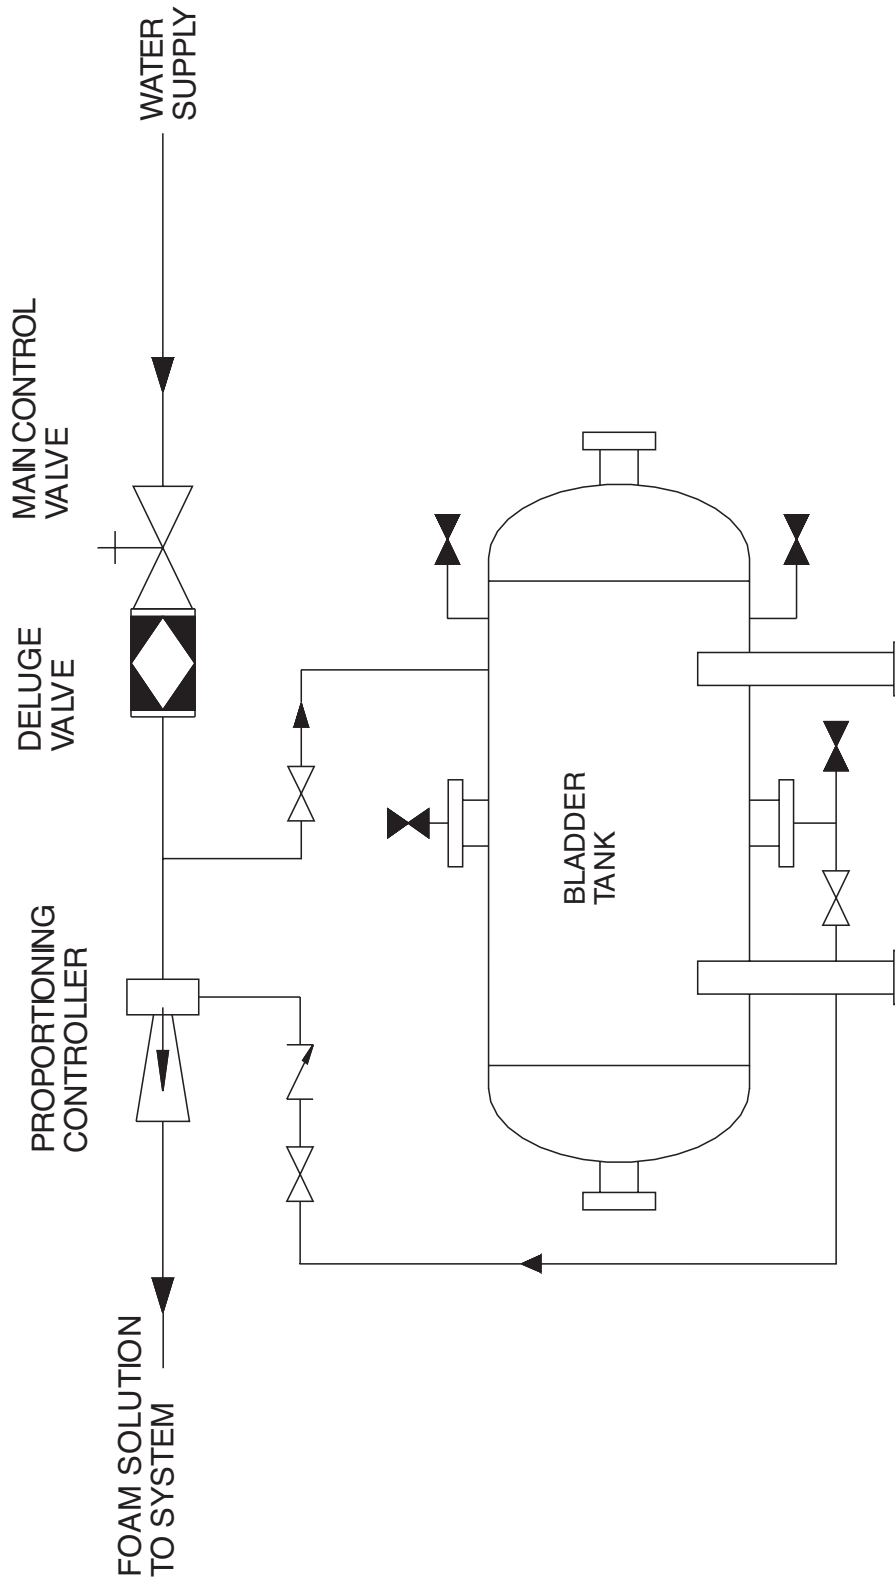 FOAM SOLUTION
TO SYSTEM
PROPORTIONING
CONTROLLER
DELUGE
VALVE
MAIN CONTROL
VALVE
WATER
SUPPLY
BLADDER
TANK